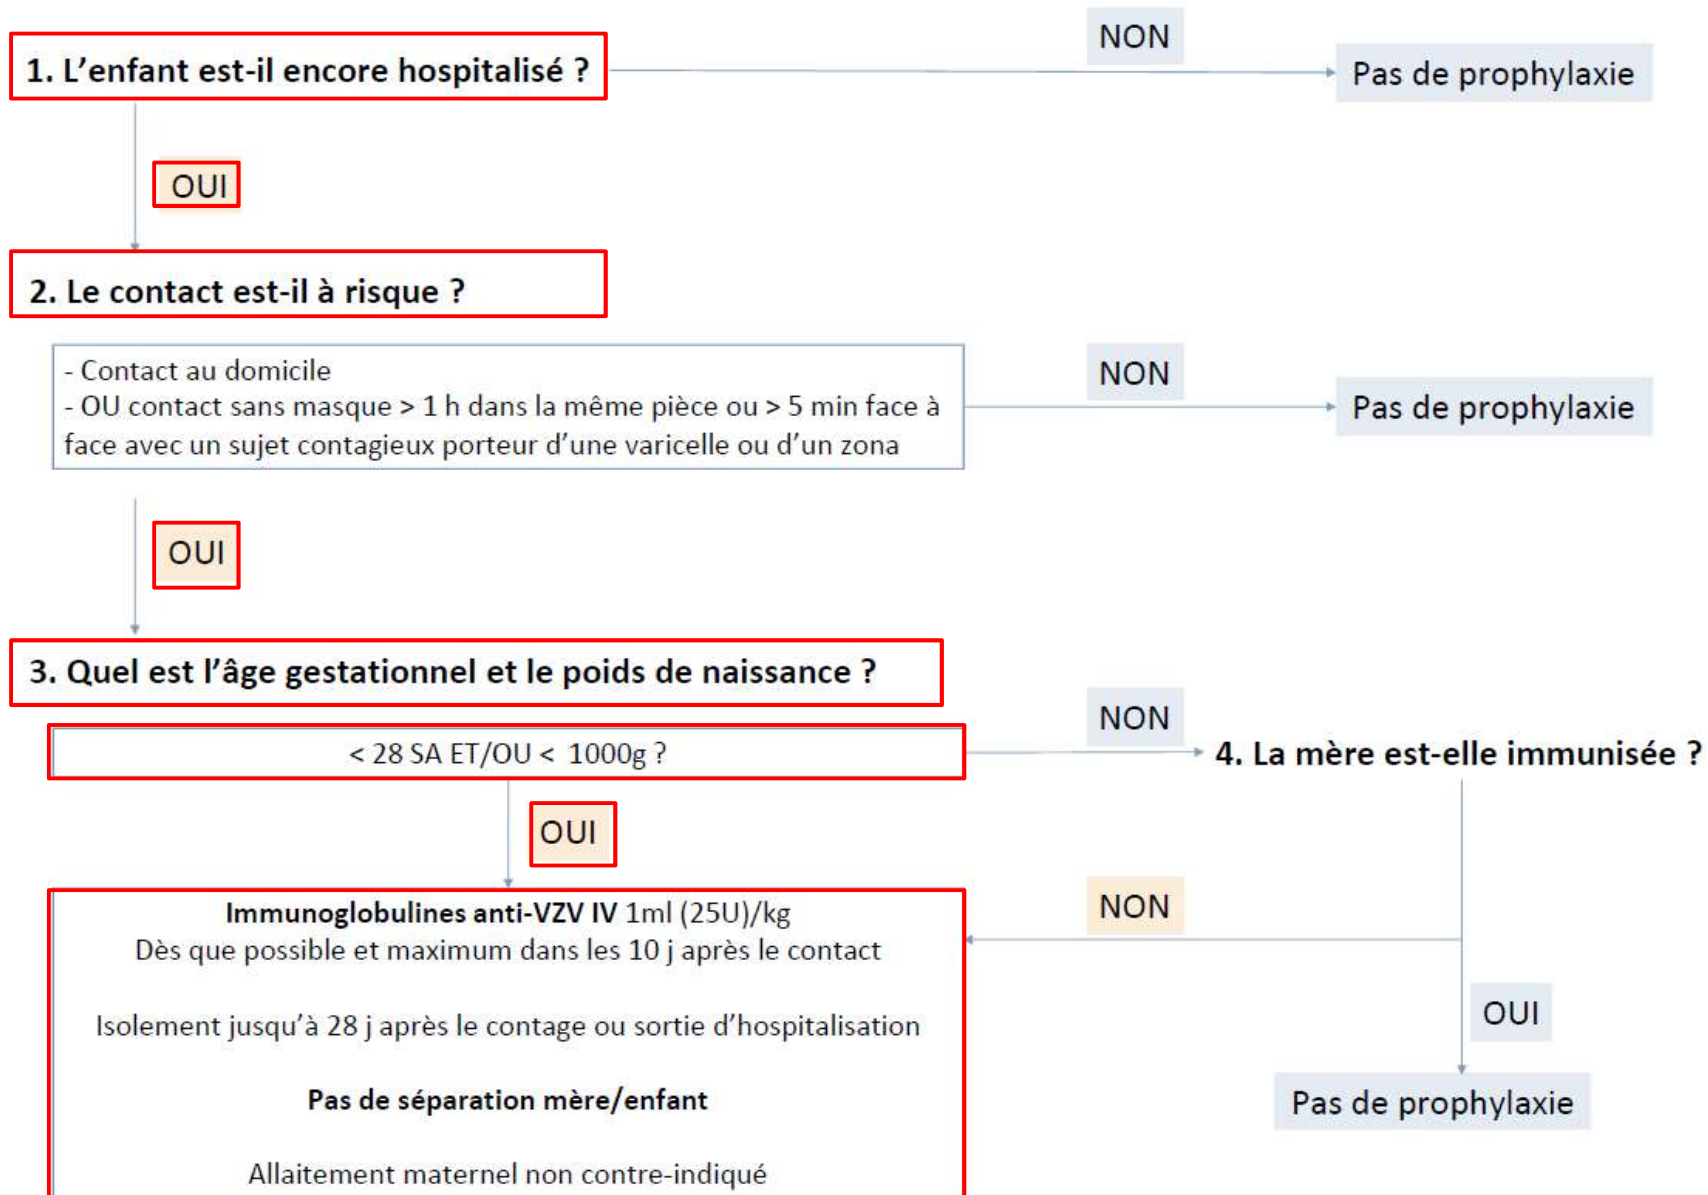 NON
1. L'enfant est-il encore hospitalisé ?
Pas de prophylaxie
OUI
2. Le contact est-il à risque ?
- Contact au domicile
- OU contact sans masque > 1 h dans la même pièce ou > 5 min face à
face avec un sujet contagieux porteur d'une varicelle ou d'un zona
NON
Pas de prophylaxie
OUI
3. Quel est l'âge gestationnel et le poids de naissance ?
< 28 SA ET/OU < 1000g ?
NON
4. La mère est-elle immunisée ?
OUI
Immunoglobulines anti-VZV IV 1ml (25U)/kg
Dès que possible et maximum dans les 10 j après le contact
Isolement jusqu'à 28 j après le contage ou sortie d'hospitalisation
Pas de séparation mère/enfant
Allaitement maternel non contre-indiqué
NON
OUI
Pas de prophylaxie